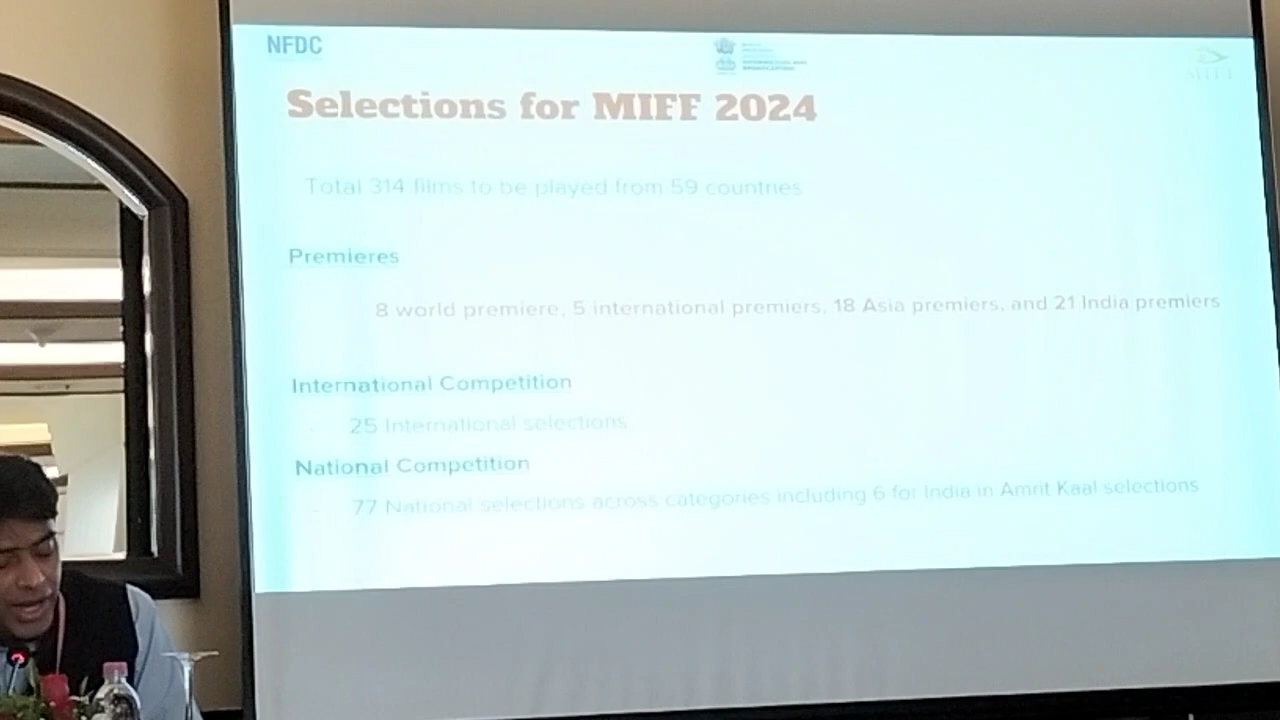 NFDC
MIFF
Selections for MIFF 2024
Total 314 films to be played from 59 countries
Premieres
8 world premiere, 5 international premiers, 18 Asia premiers, and 21 India premiers
International Competition
- 25 International selections
National Competition
- 77 National selections across categories including 6 for India in Amrit Kaal selections